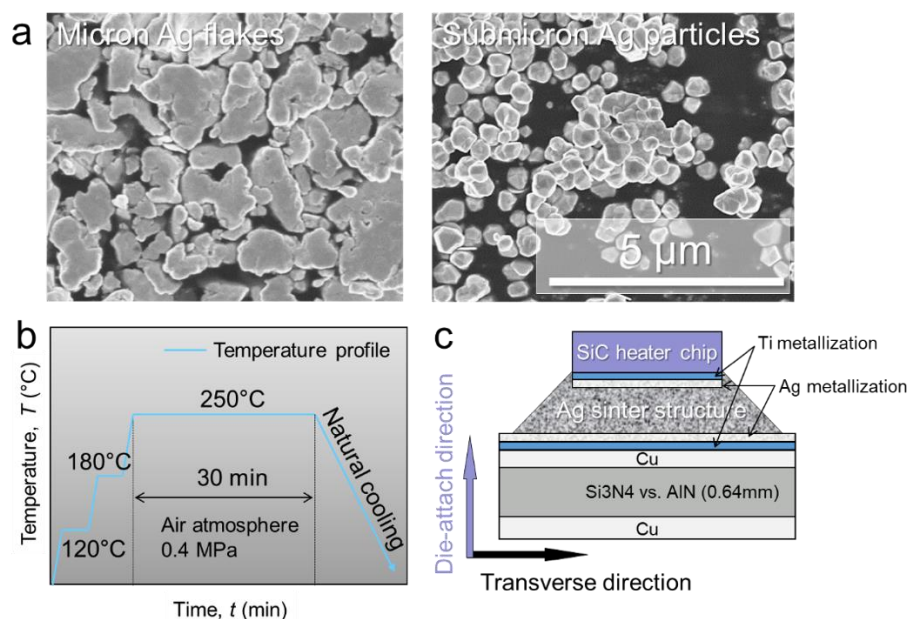 a
Micron Ag flakes
Submicron Ag particles
5 µm
b
Temperature profile
250°C
180°C
120°C
30 min
Air atmosphere
0.4 MPa
Natural cooling
Temperature, T (°C)
Time, t (min)
c
SiC heater chip
Ti metallization
Ag metallization
Ag sinter structure
Cu
Si3N4 vs. AlN (0.64mm)
Cu
Die-attach direction
Transverse direction